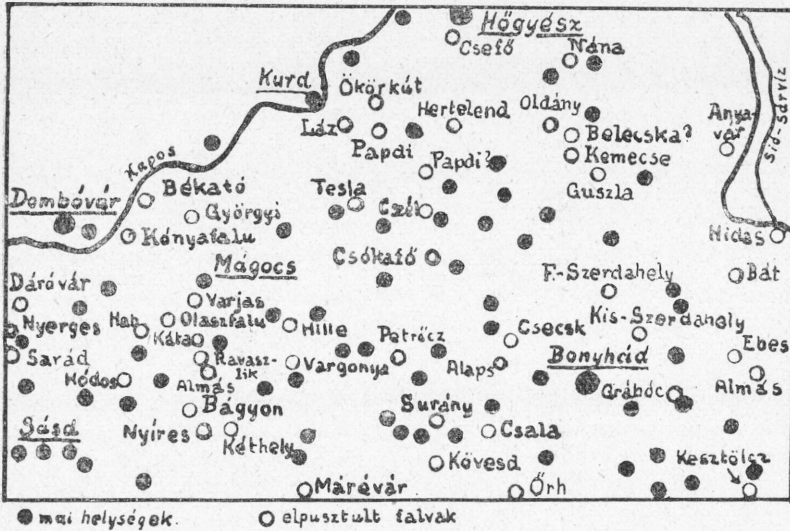 Hőgyész
Csefő
Nána
Kurd
Ökörkút
Láz
Papdi
Hertelend
Oldány
Belecska?
Kemecse
Guszla
Anya-
vár
Sió-Sárvíz
Kapos
Papdi?
Békató
Tesla
Dombóvár
Györgyi
Kónyafalu
Hidas
Csókafő
Mágocs
F.-Szerdahely
Bát
Dáróvár
Varjas
Nyerges
Hab
Olaszfalu
Hille
Petrőcz
Csecsk
Kis-Szerdahely
Káta
Ebes
Sarád
Ravasz-
lik
Vargonya
Alaps
Bonyhád
Hódos
Almás
Grábóc
Almás
Bágyon
Surány
Nyíres
Kéthely
Csala
Sásd
Kövesd
Kesztölcz
Márévár
Őrh
mai helységek.
elpusztult falvak